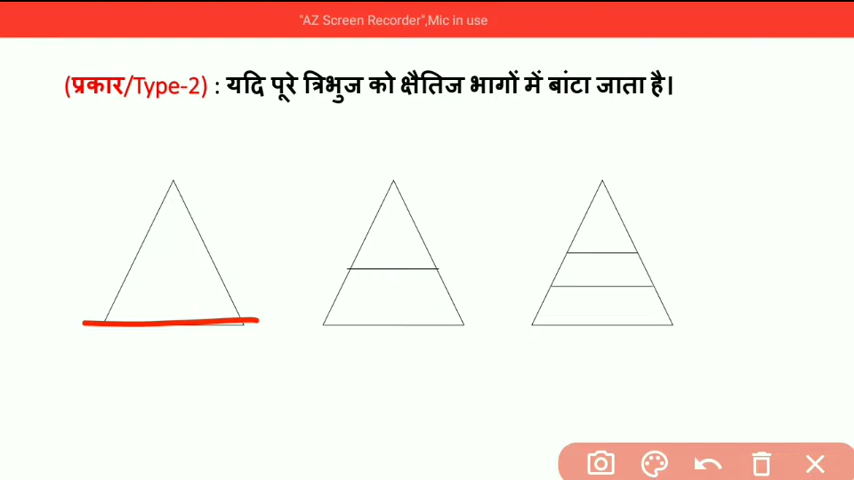 "AZ Screen Recorder",Mic in use
(प्रकार/Type-2) : यदि पूरे त्रिभुज को क्षैतिज भागों में बांटा जाता है।